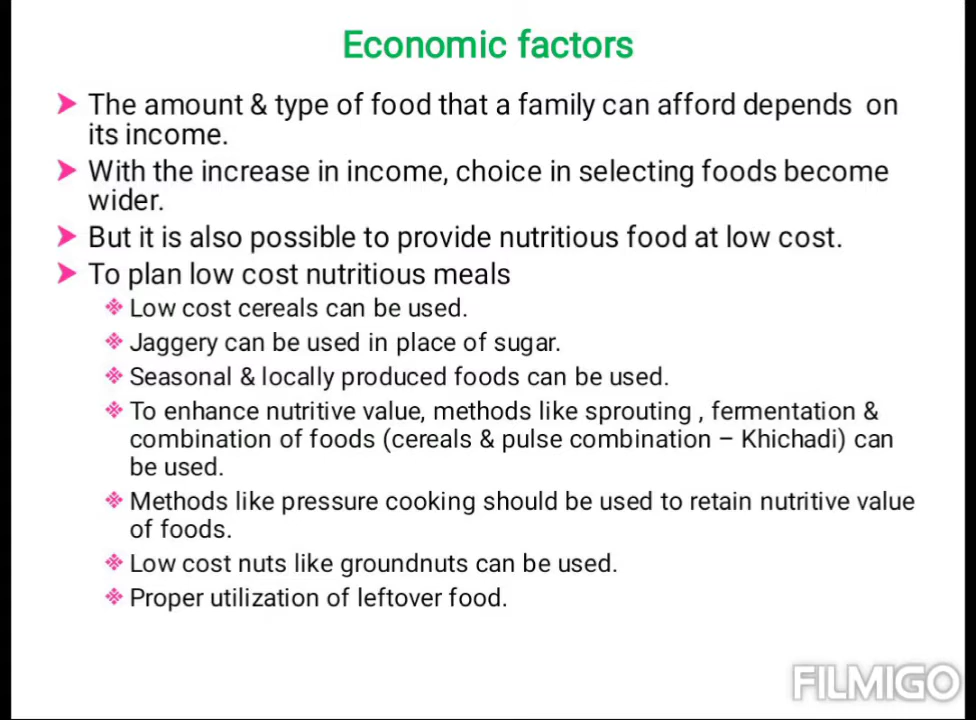 Economic factors
The amount & type of food that a family can afford depends on
its income.
With the increase in income, choice in selecting foods become
wider.
But it is also possible to provide nutritious food at low cost.
To plan low cost nutritious meals
Low cost cereals can be used.
Jaggery can be used in place of sugar.
Seasonal & locally produced foods can be used.
To enhance nutritive value, methods like sprouting , fermentation &
combination of foods (cereals & pulse combination – Khichadi) can
be used.
Methods like pressure cooking should be used to retain nutritive value
of foods.
Low cost nuts like groundnuts can be used.
Proper utilization of leftover food.
FILMIGO